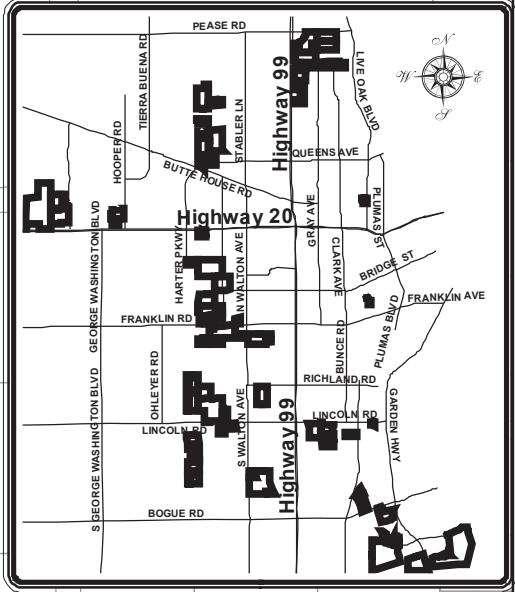 PEASE RD
TIERRA BUENA RD
HOOPER RD
STABLER LN
Highway 99
LIVE OAK BLVD
N
W
E
S
QUEENS AVE
BUTTE HOUSE RD
Highway 20
GRAY AVE
PLUMAS ST
GEORGE WASHINGTON BLVD
HARTER PKWY
N WALTON AVE
CLARK AVE
BRIDGE ST
FRANKLIN AVE
FRANKLIN RD
BUNCE RD
PLUMAS BLVD
OHLEYER RD
RICHLAND RD
S GEORGE WASHINGTON BLVD
S WALTON AVE
LINCOLN RD
LINCOLN RD
GARDEN HWY
Highway 99
BOGUE RD